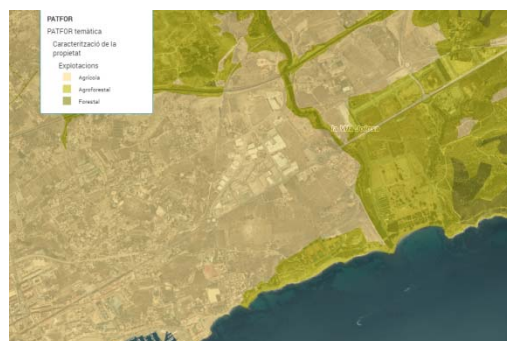 PATFOR
PATFOR temàtica
Caracterització de la
propietat
Explotacions
Agrícola
Agroforestal
Forestal